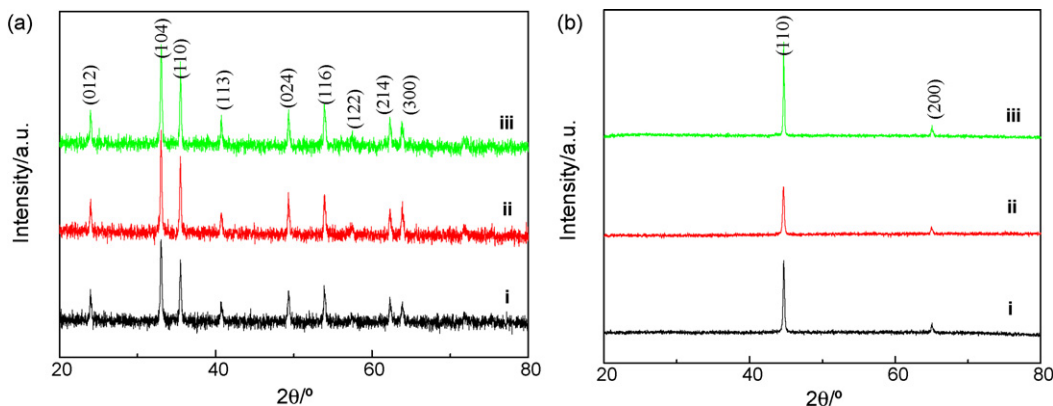 (a)
Intensity/a.u.
(012)
(104)
(110)
(113)
(024)
(116)
(122)
(214)
(300)
iii
ii
i
20
40
60
80
2θ/º
(b)
Intensity/a.u.
(110)
(200)
iii
ii
i
20
40
60
80
2θ/º